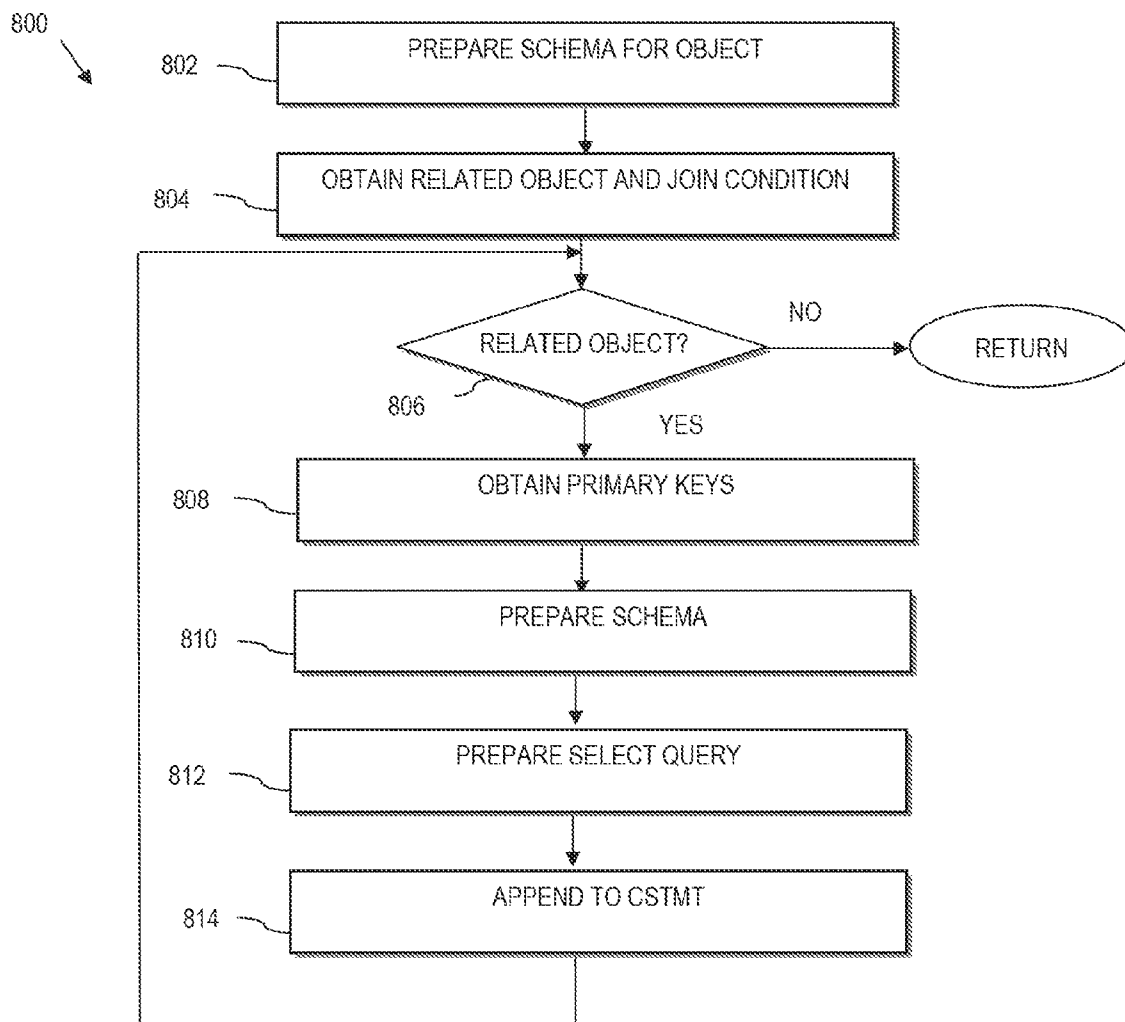 800
PREPARE SCHEMA FOR OBJECT
802
OBTAIN RELATED OBJECT AND JOIN CONDITION
804
RELATED OBJECT?
NO
RETURN
806
YES
OBTAIN PRIMARY KEYS
808
PREPARE SCHEMA
810
PREPARE SELECT QUERY
812
APPEND TO CSTMT
814